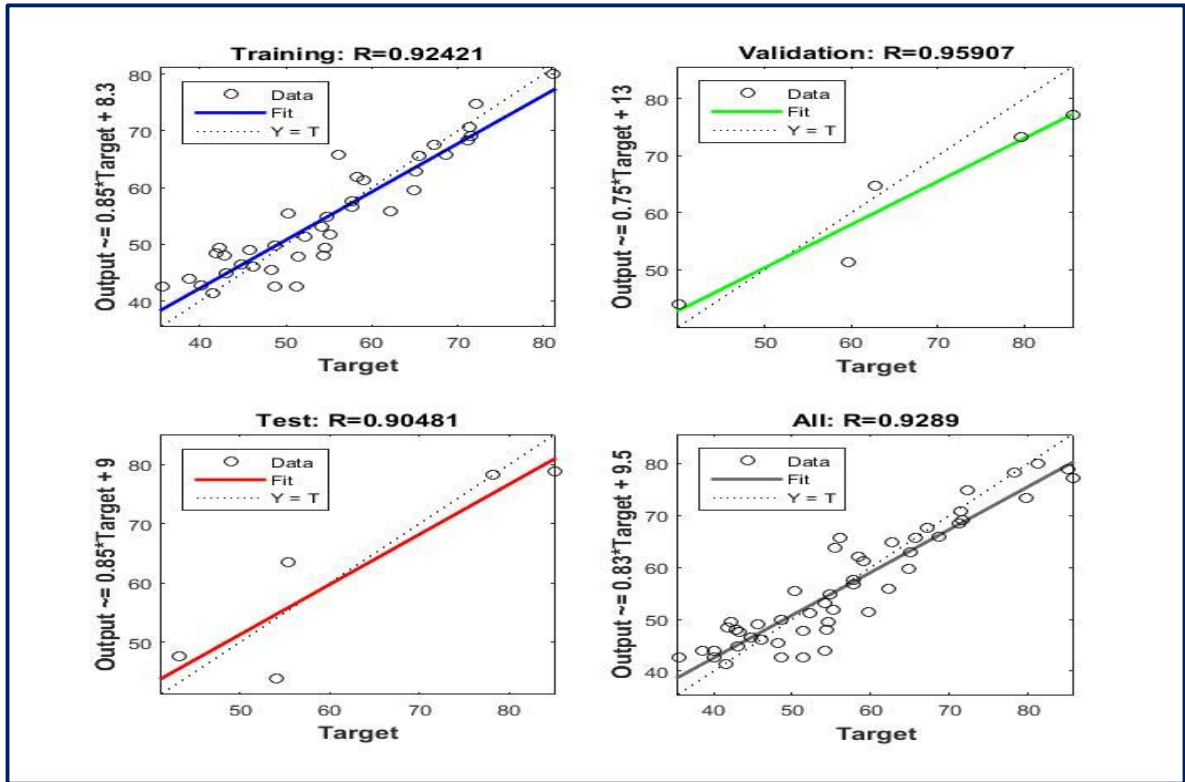 Training: R=0.92421
Output ~= 0.85*Target + 8.3
Data
Fit
Y = T
80
70
60
50
40
40 50 60 70 80
Target
Validation: R=0.95907
Output ~= 0.75*Target + 13
Data
Fit
Y = T
80
70
60
50
50 60 70 80
Target
Test: R=0.90481
Output ~= 0.85*Target + 9
Data
Fit
Y = T
80
70
60
50
50 60 70 80
Target
All: R=0.9289
Output ~= 0.83*Target + 9.5
Data
Fit
Y = T
80
70
60
50
40
40 50 60 70 80
Target